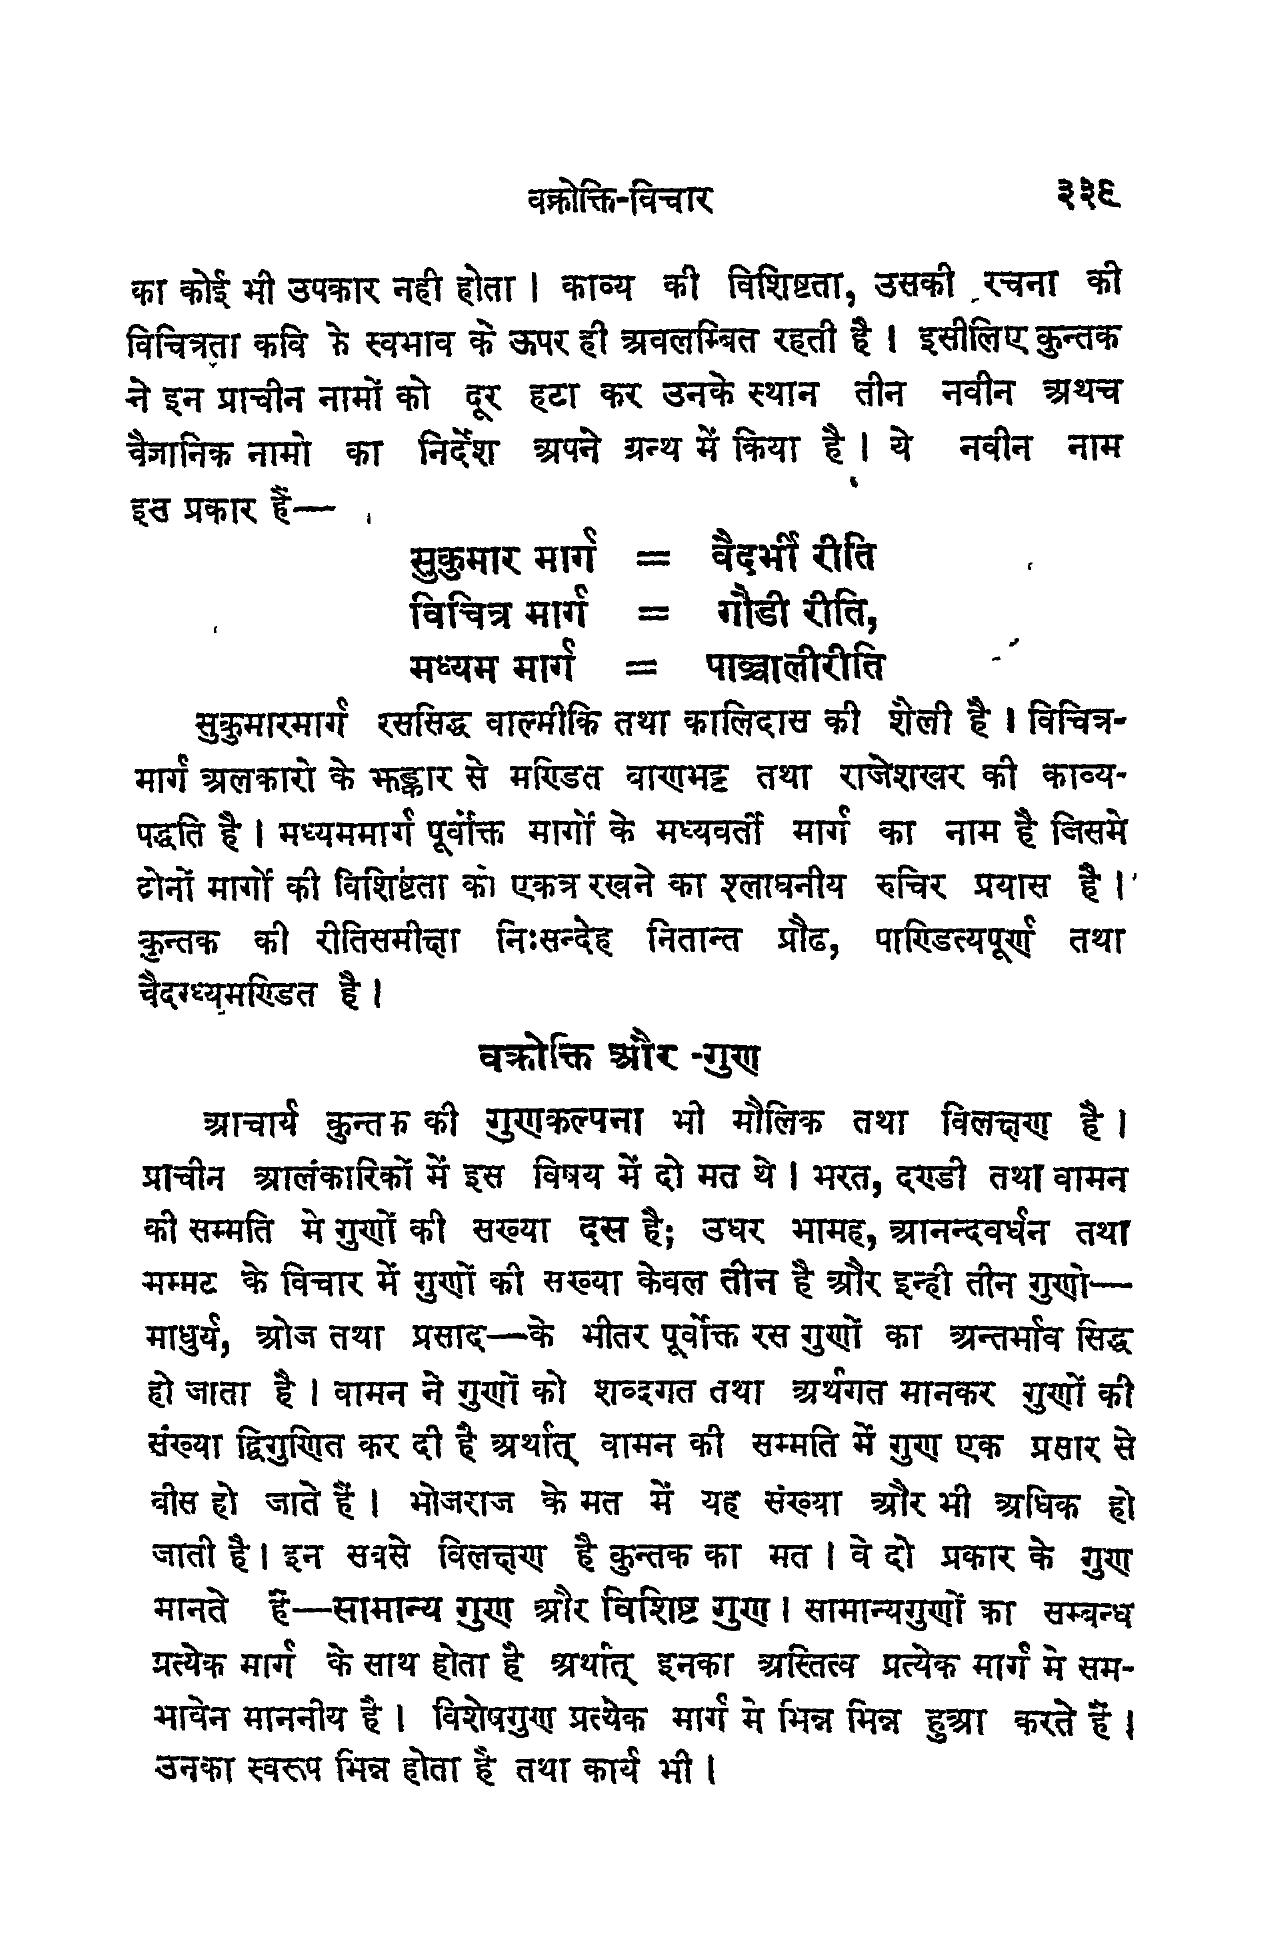 वक्रोक्ति-विचार ३३९
का कोई भी उपकार नही होता । काव्य की विशिष्टता, उसकी रचना की
विचित्रता कवि के स्वभाव के ऊपर ही अवलम्बित रहती है । इसीलिए कुन्तक
ने इन प्राचीन नामों को दूर हटा कर उनके स्थान तीन नवीन अथच
वैज्ञानिक नामो का निर्देश अपने ग्रन्थ में किया है । ये नवीन नाम
इस प्रकार हैं—
सुकुमार मार्ग = वैदर्भी रीति
विचित्र मार्ग = गौडी रीति,
मध्यम मार्ग = पाञ्चालीरीति
सुकुमारमार्ग रससिद्ध वाल्मीकि तथा कालिदास की शैली है । विचित्र-
मार्ग अलकारो के झङ्कार से मण्डित वाणभट्ट तथा राजेशखर की काव्य-
पद्धति है । मध्यममार्ग पूर्वोक्त मार्गों के मध्यवर्ती मार्ग का नाम है जिसमे
दोनों मार्गो की विशिष्टता को एकत्र रखने का श्लाघनीय रुचिर प्रयास है ।
कुन्तक की रीतिसमीक्षा निःसन्देह नितान्त प्रौढ, पाण्डित्यपूर्ण तथा
वैदग्ध्यमण्डित है ।
वक्रोक्ति और -गुण
आचार्य कुन्तक की गुणकल्पना भी मौलिक तथा विलक्षण है ।
प्राचीन आलंकारिकों में इस विषय में दो मत थे । भरत, दण्डी तथा वामन
की सम्मति मे गुणों की सख्या दस है; उधर भामह, आनन्दवर्धन तथा
मम्मट के विचार में गुणों की सख्या केवल तीन है और इन्ही तीन गुणो—
माधुर्य, ओज तथा प्रसाद—के भीतर पूर्वोक्त रस गुणों का अन्तर्भाव सिद्ध
हो जाता है । वामन ने गुणों को शब्दगत तथा अर्थगत मानकर गुणों की
संख्या द्विगुणित कर दी है अर्थात् वामन की सम्मति में गुण एक प्रसार से
वीस हो जाते हैं । भोजराज के मत में यह संख्या और भी अधिक हो
जाती है । इन सबसे विलक्षण है कुन्तक का मत । वे दो प्रकार के गुण
मानते हैं—सामान्य गुण और विशिष्ट गुण । सामान्यगुणों का सम्बन्ध
प्रत्येक मार्ग के साथ होता है अर्थात् इनका अस्तित्व प्रत्येक मार्ग मे सम-
भावेन माननीय है । विशेषगुण प्रत्येक मार्ग मे भिन्न भिन्न हुआ करते हैं ।
उनका स्वरूप भिन्न होता है तथा कार्य भी ।